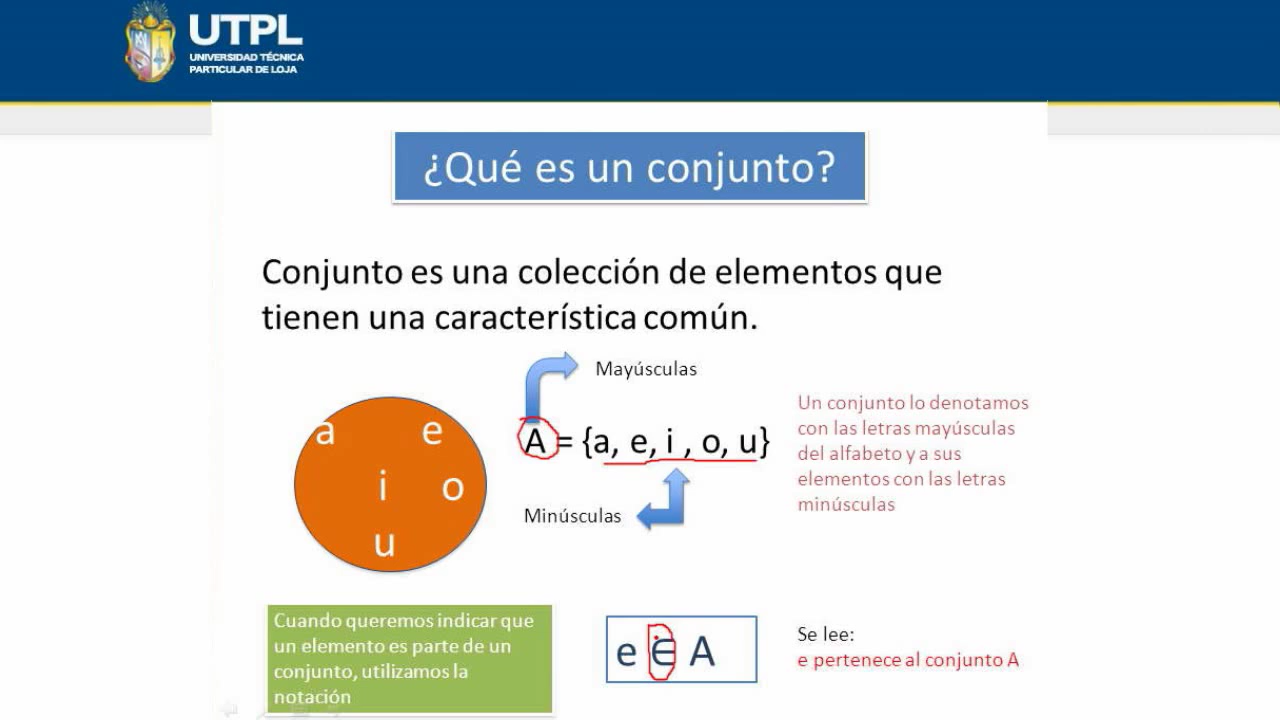 UTPL
UNIVERSIDAD TÉCNICA
PARTICULAR DE LOJA
¿Qué es un conjunto?
Conjunto es una colección de elementos que
tienen una característica común.
Mayúsculas
a e
i o
u
A = {a, e, i , o, u}
Minúsculas
Un conjunto lo denotamos
con las letras mayúsculas
del alfabeto y a sus
elementos con las letras
minúsculas
Cuando queremos indicar que
un elemento es parte de un
conjunto, utilizamos la
notación
e ∈ A
Se lee:
e pertenece al conjunto A